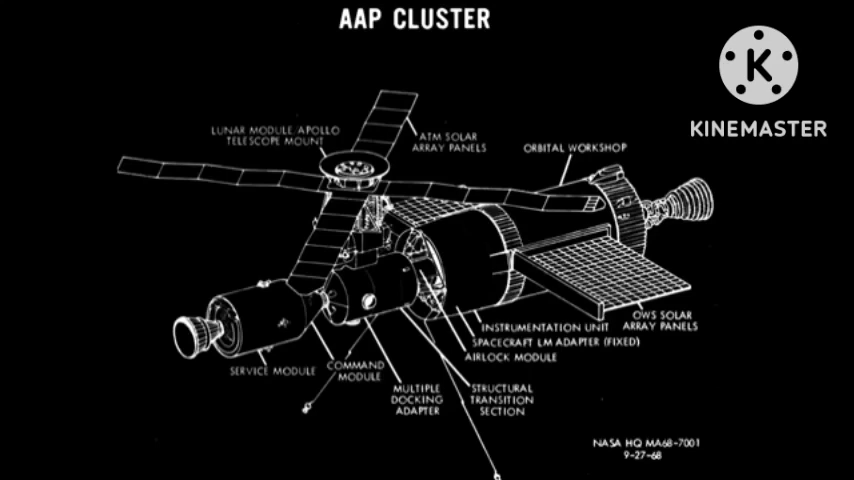 AAP CLUSTER
K
KINEMASTER
LUNAR MODULE/APOLLO
TELESCOPE MOUNT
ATM SOLAR
ARRAY PANELS
ORBITAL WORKSHOP
OWS SOLAR
ARRAY PANELS
INSTRUMENTATION UNIT
SPACECRAFT LM ADAPTER (FIXED)
AIRLOCK MODULE
SERVICE MODULE
COMMAND
MODULE
MULTIPLE
DOCKING
ADAPTER
STRUCTURAL
TRANSITION
SECTION
NASA HQ MA68-7001
9-27-68